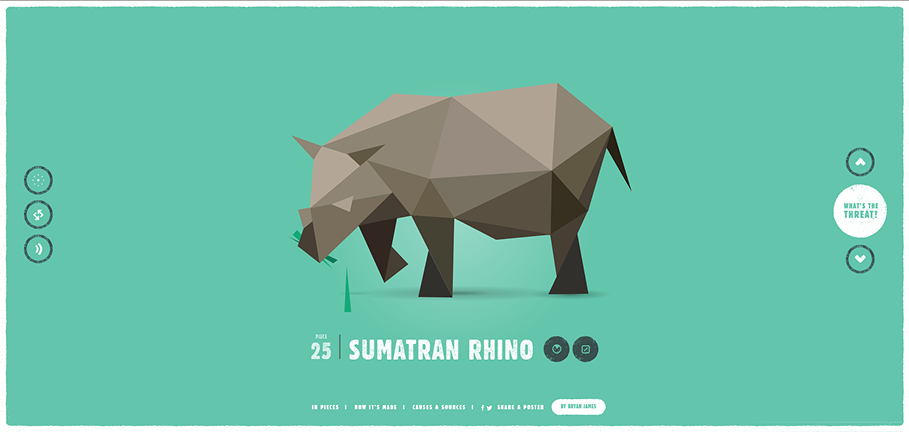 WHAT'S THE
THREAT?
PIECE
25
SUMATRAN RHINO
IN PIECES | HOW IT'S MADE | CAUSES & SOURCES | SHARE & POSTER BY BRYAN JAMES